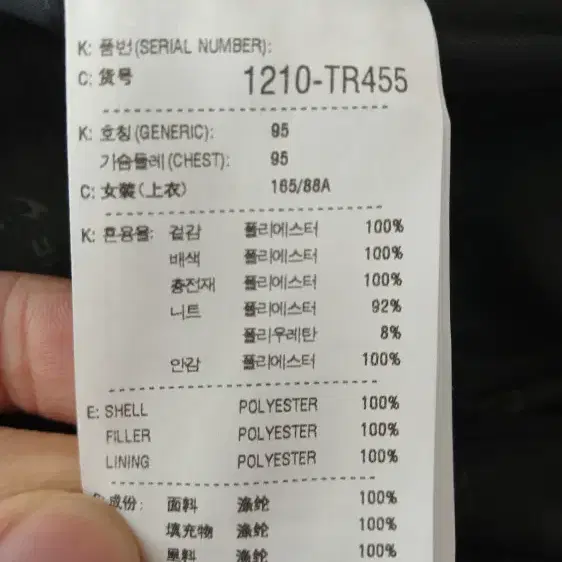 K: 품번(SERIAL NUMBER):
C: 货号 1210-TR455
K: 호칭(GENERIC): 95
가슴둘레(CHEST): 95
C: 女装(上衣) 165/88A
K: 혼용율: 겉감 폴리에스터 100%
배색 폴리에스터 100%
충전재 폴리에스터 100%
니트 폴리에스터 92%
폴리우레탄 8%
안감 폴리에스터 100%
E: SHELL POLYESTER 100%
FILLER POLYESTER 100%
LINING POLYESTER 100%
成份: 面料 涤纶 100%
填充物 涤纶 100%
里料 涤纶 100%